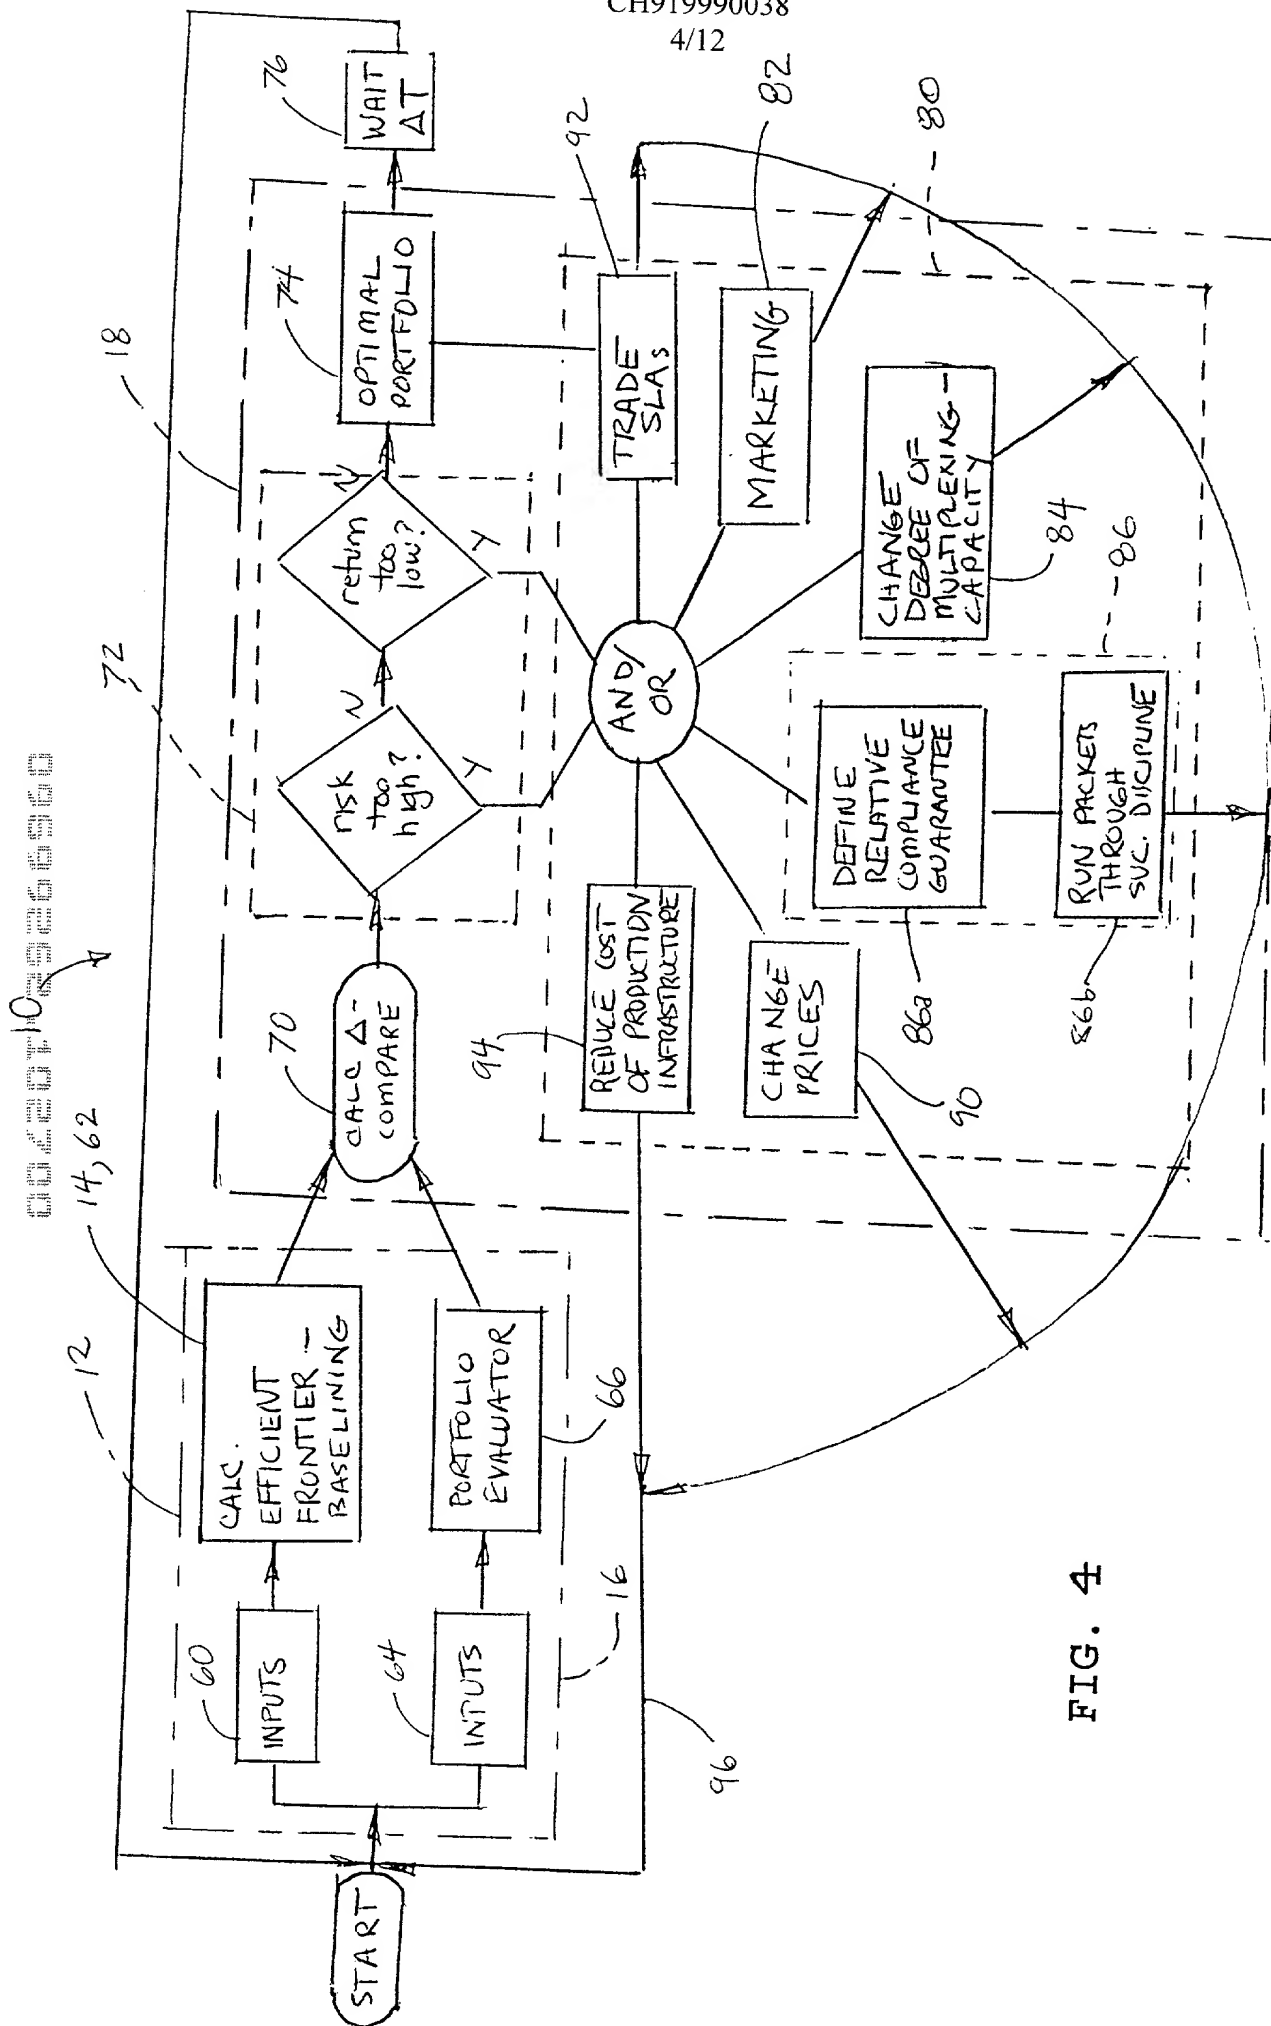 CH919990038
4/12
10
START
60
INPUTS
64
INPUTS
12
14, 62
CALC.
EFFICIENT
FRONTIER —
BASELINING
PORTFOLIO
EVALUATOR
66
16
96
70
CALC Δ-
COMPARE
72
risk
too
high?
N
Y
return
too
low?
N
Y
18
74
OPTIMAL
PORTFOLIO
76
WAIT
ΔT
AND/
OR
92
TRADE
SLAs
82
MARKETING
80
CHANGE
DEGREE OF
MULTIPLEXING —
CAPACITY
84
86
DEFINE
RELATIVE
COMPLIANCE
GUARANTEE
86a
RUN PACKETS
THROUGH
SVC. DISCIPLINE
86b
94
REDUCE COST
OF PRODUCTION
INFRASTRUCTURE
CHANGE
PRICES
90
FIG. 4